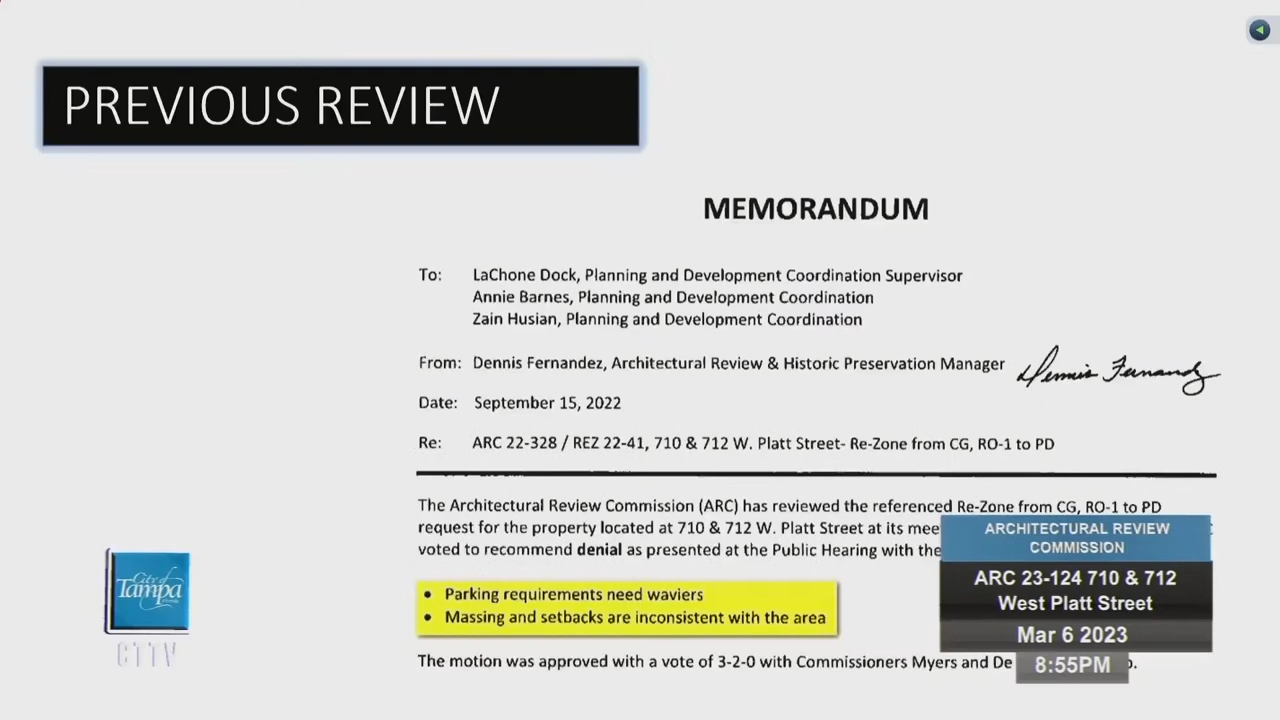 PREVIOUS REVIEW
MEMORANDUM
To: LaChone Dock, Planning and Development Coordination Supervisor
Annie Barnes, Planning and Development Coordination
Zain Husian, Planning and Development Coordination
From: Dennis Fernandez, Architectural Review & Historic Preservation Manager
Dennis Fernandez
Date: September 15, 2022
Re: ARC 22-328 / REZ 22-41, 710 & 712 W. Platt Street- Re-Zone from CG, RO-1 to PD
The Architectural Review Commission (ARC) has reviewed the referenced Re-Zone from CG, RO-1 to PD
request for the property located at 710 & 712 W. Platt Street at its
voted to recommend denial as presented at the Public Hearing with the
• Parking requirements need waviers
• Massing and setbacks are inconsistent with the area
The motion was approved with a vote of 3-2-0 with Commissioners Myers and De
ARCHITECTURAL REVIEW
COMMISSION
ARC 23-124 710 & 712
West Platt Street
Mar 6 2023
8:55PM
City of
Tampa
CTTV